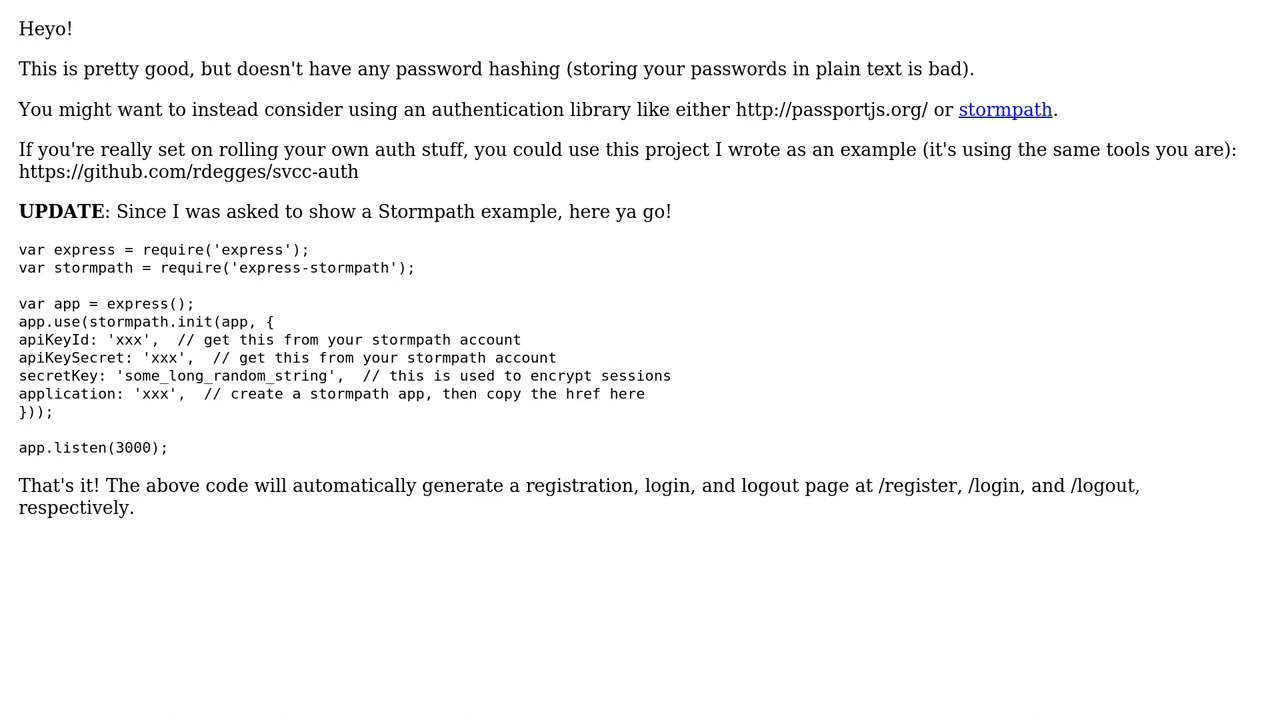 Heyo!
This is pretty good, but doesn't have any password hashing (storing your passwords in plain text is bad).
You might want to instead consider using an authentication library like either http://passportjs.org/ or stormpath.
If you're really set on rolling your own auth stuff, you could use this project I wrote as an example (it's using the same tools you are):
https://github.com/rdegges/svcc-auth
UPDATE: Since I was asked to show a Stormpath example, here ya go!
var express = require('express');
var stormpath = require('express-stormpath');
var app = express();
app.use(stormpath.init(app, {
apiKeyId: 'xxx',  // get this from your stormpath account
apiKeySecret: 'xxx',  // get this from your stormpath account
secretKey: 'some_long_random_string',  // this is used to encrypt sessions
application: 'xxx',  // create a stormpath app, then copy the href here
}));
app.listen(3000);
That's it! The above code will automatically generate a registration, login, and logout page at /register, /login, and /logout,
respectively.